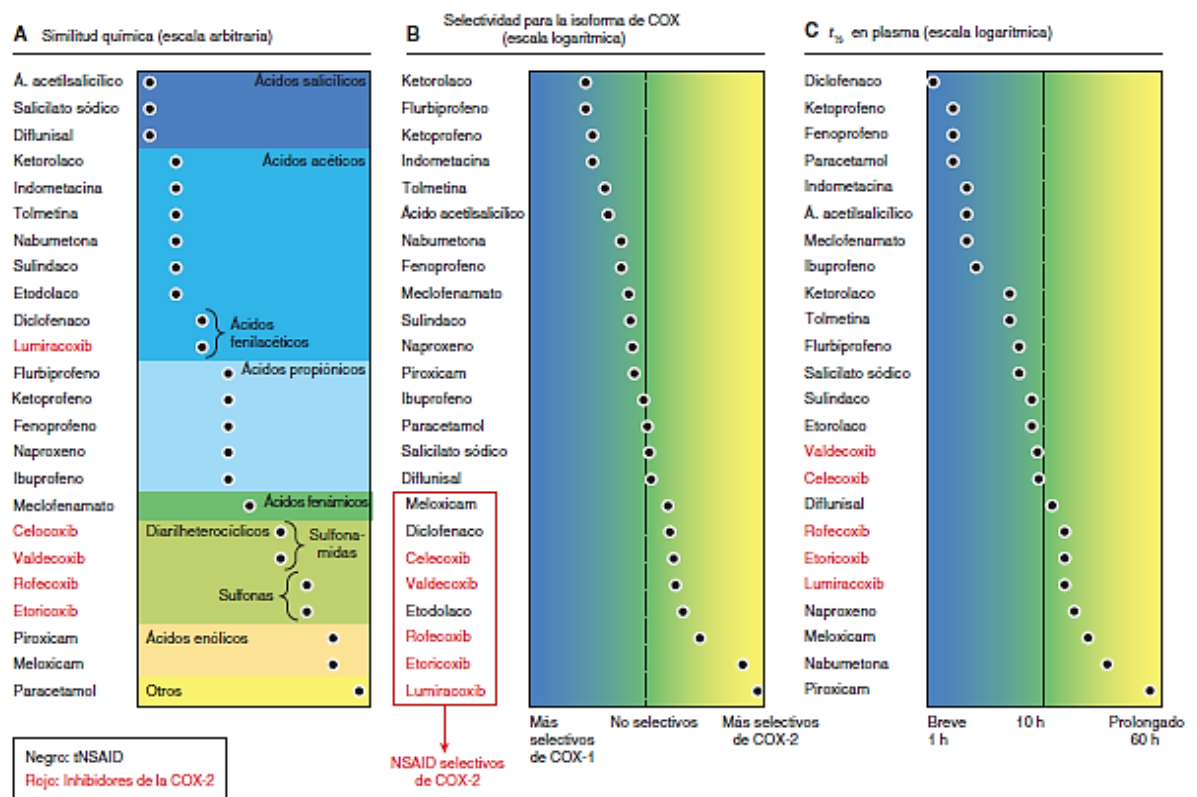 A Similitud química (escala arbitraria)
Á. acetilsalicílico
Salicilato sódico
Diflunisal
Ketorolaco
Indometacina
Tolmetina
Nabumetona
Sulindaco
Etodolaco
Diclofenaco
Lumiracoxib
Flurbiprofeno
Ketoprofeno
Fenoprofeno
Naproxeno
Ibuprofeno
Meclofenamato
Celocoxib
Valdecoxib
Rofecoxib
Etoricoxib
Piroxicam
Meloxicam
Paracetamol
Ácidos salicílicos
Ácidos acéticos
Ácidos
fenilacéticos
Ácidos propiónicos
Ácidos fenámicos
Diarilheterocíclicos
Sulfona-
midas
Sulfonas
Ácidos enólicos
Otros
Negro: tNSAID
Rojo: Inhibidores de la COX-2
B Selectividad para la isoforma de COX
(escala logarítmica)
Ketorolaco
Flurbiprofeno
Ketoprofeno
Indometacina
Tolmetina
Ácido acetilsalicílico
Nabumetona
Fenoprofeno
Meclofenamato
Sulindaco
Naproxeno
Piroxicam
Ibuprofeno
Paracetamol
Salicilato sódico
Diflunisal
Meloxicam
Diclofenaco
Celecoxib
Valdecoxib
Etodolaco
Rofecoxib
Etoricoxib
Lumiracoxib
NSAID selectivos
de COX-2
Más
selectivos
de COX-1
No selectivos
Más selectivos
de COX-2
C t½ en plasma (escala logarítmica)
Diclofenaco
Ketoprofeno
Fenoprofeno
Paracetamol
Indometacina
Á. acetilsalicílico
Meclofenamato
Ibuprofeno
Ketorolaco
Tolmetina
Flurbiprofeno
Salicilato sódico
Sulindaco
Etorolaco
Valdecoxib
Celecoxib
Diflunisal
Rofecoxib
Etoricoxib
Lumiracoxib
Naproxeno
Meloxicam
Nabumetona
Piroxicam
Breve
1 h
10 h
Prolongado
60 h